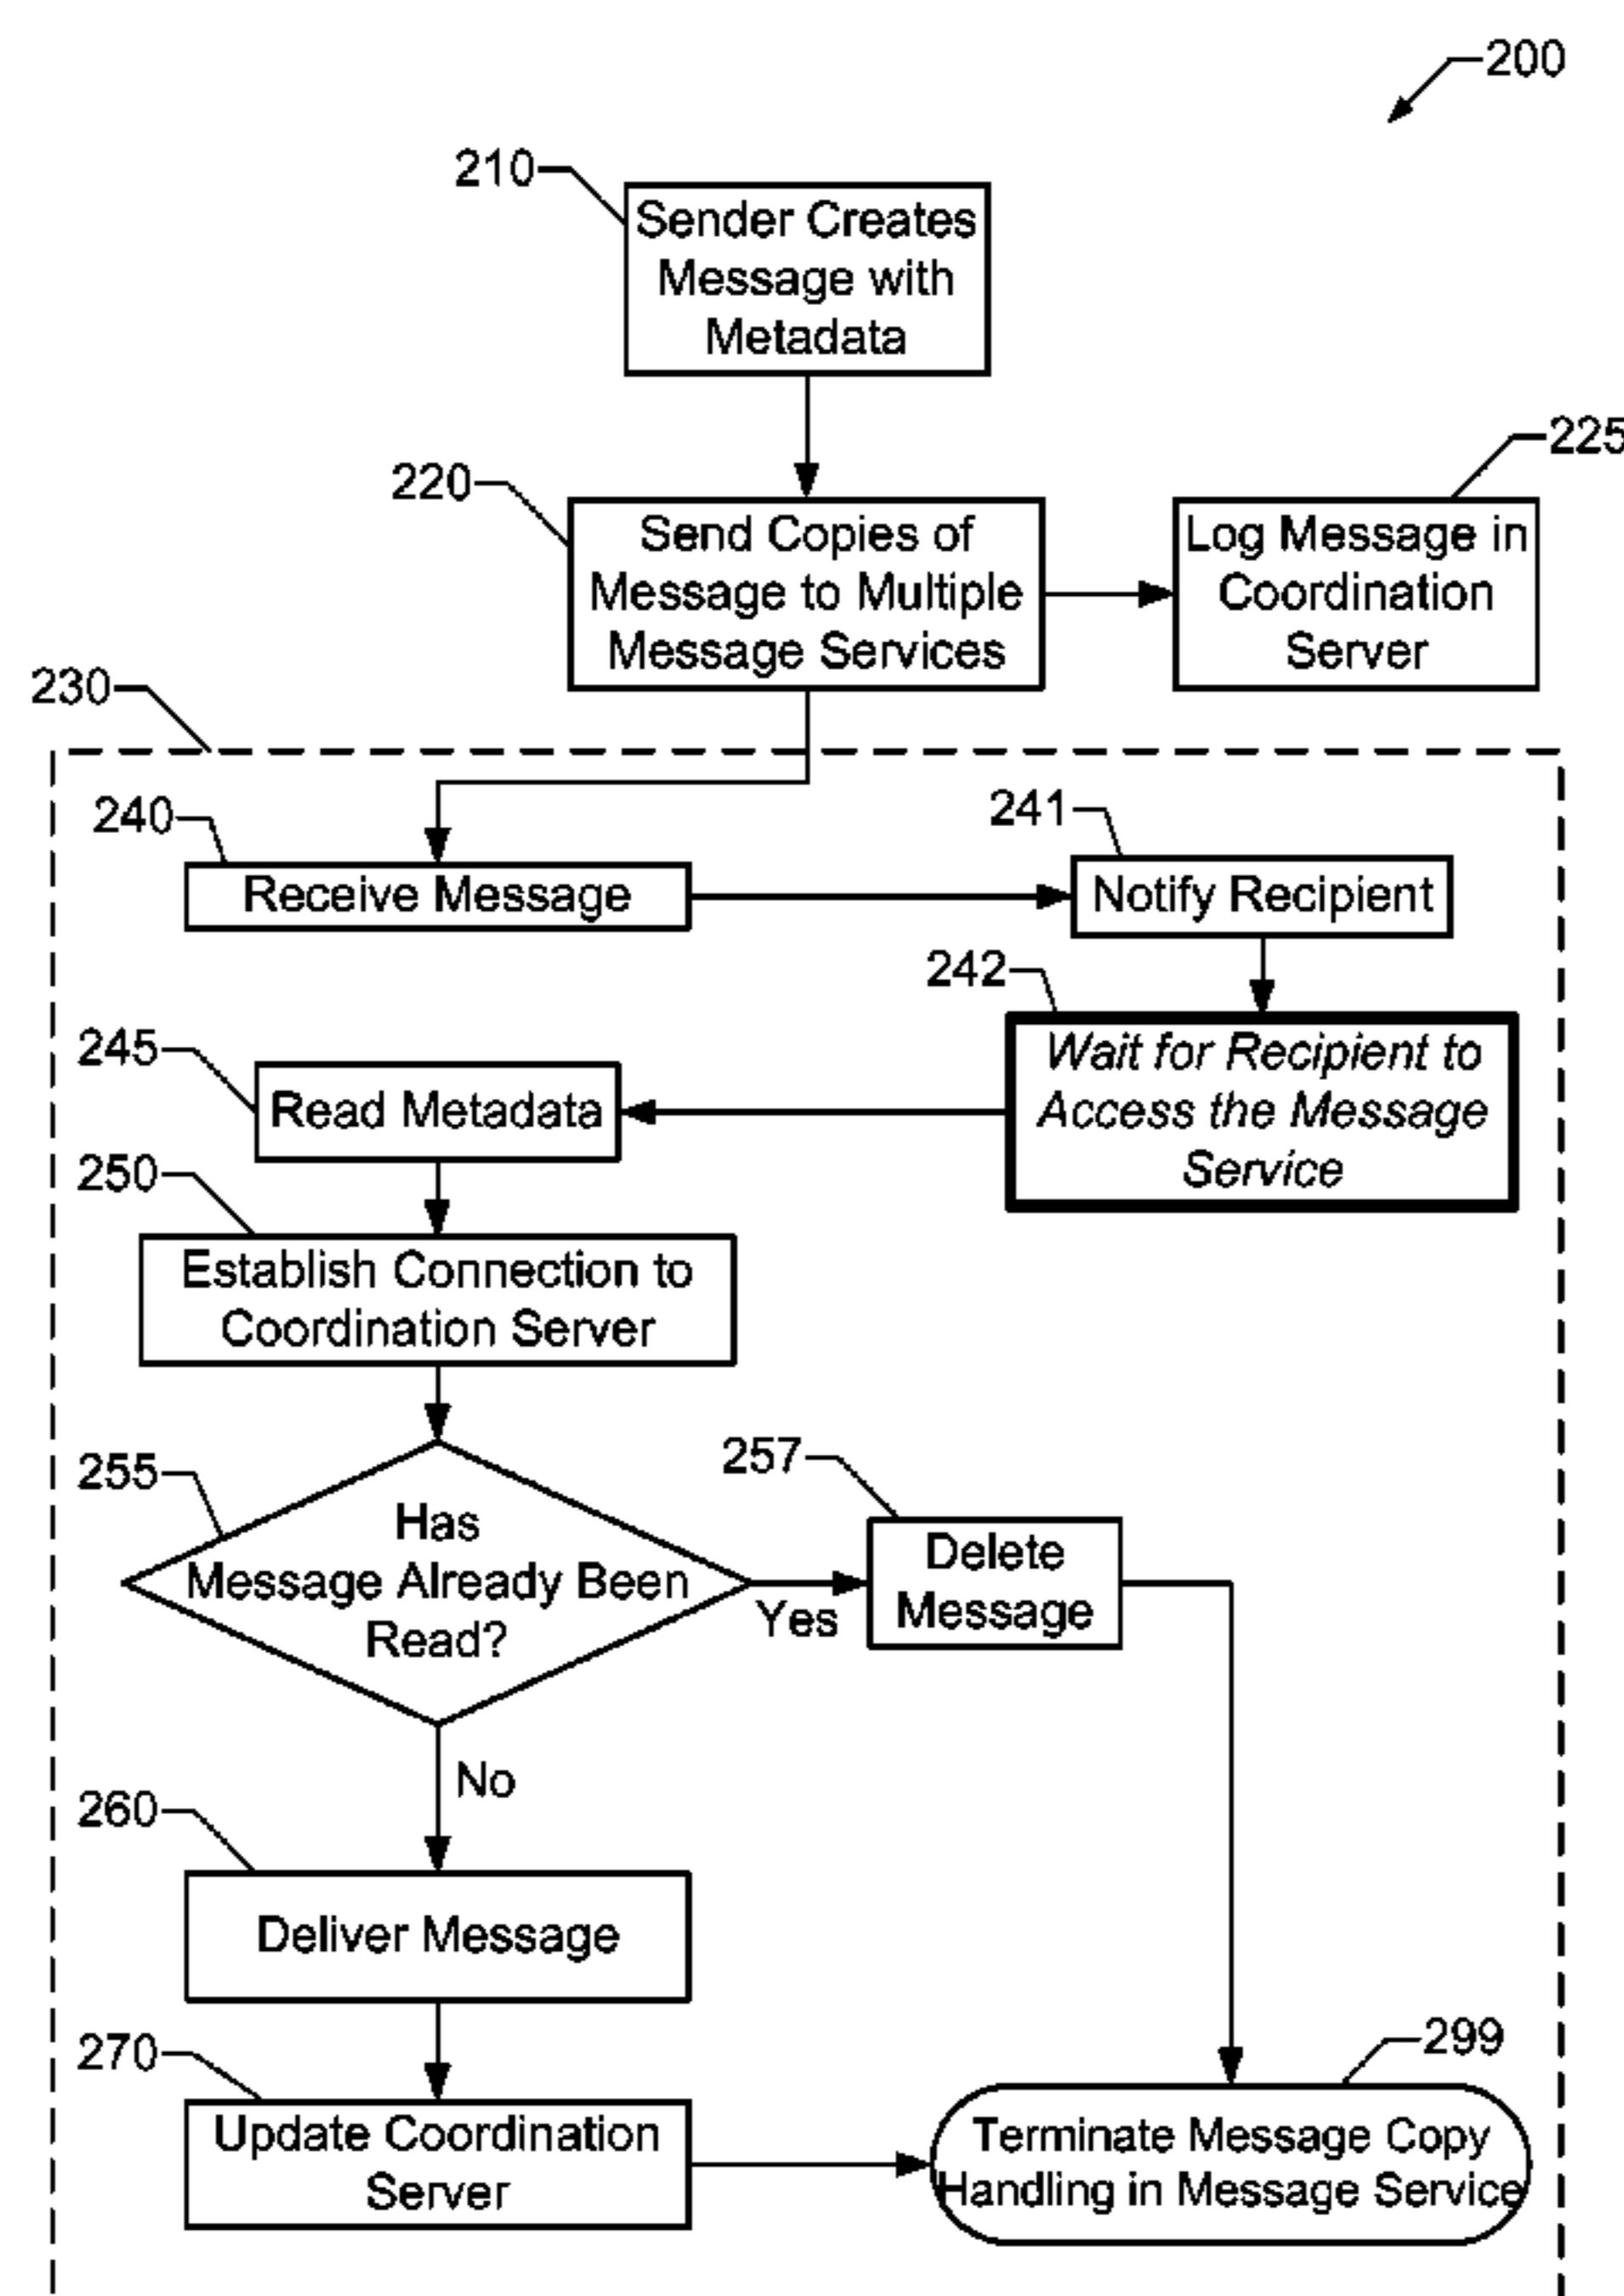 200
210
Sender Creates
Message with
Metadata
220
Send Copies of
Message to Multiple
Message Services
225
Log Message in
Coordination
Server
230
240
Receive Message
241
Notify Recipient
242
Wait for Recipient to
Access the Message
Service
245
Read Metadata
250
Establish Connection to
Coordination Server
255
Has
Message Already Been
Read?
Yes
257
Delete
Message
No
260
Deliver Message
270
Update Coordination
Server
299
Terminate Message Copy
Handling in Message Service